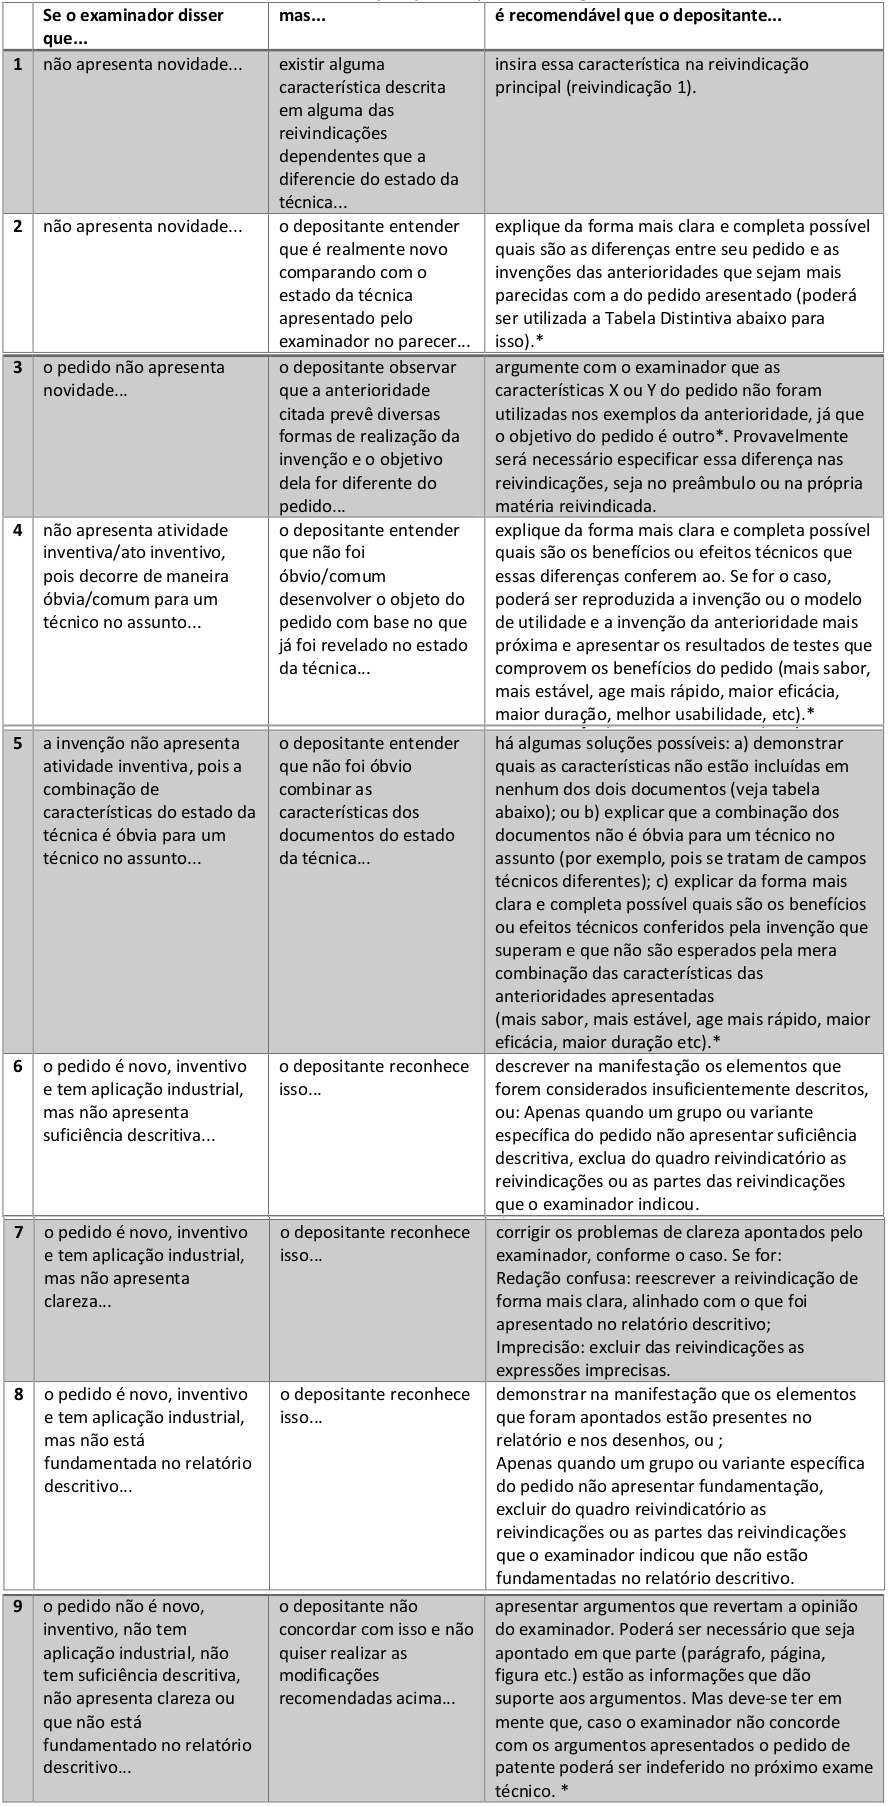 Se o examinador disser que...
mas...
é recomendável que o depositante...
1
não apresenta novidade...
existir alguma
característica descrita
em alguma das
reivindicações
dependentes que a
diferencie do estado da
técnica...
insira essa característica na reivindicação
principal (reivindicação 1).
2
não apresenta novidade...
o depositante entender
que é realmente novo
comparando com o
estado da técnica
apresentado pelo
examinador no parecer...
explique da forma mais clara e completa possível
quais são as diferenças entre seu pedido e as
invenções das anterioridades que sejam mais
parecidas com a do pedido aresentado (poderá
ser utilizada a Tabela Distintiva abaixo para
isso).*
3
o pedido não apresenta
novidade...
o depositante observar
que a anterioridade
citada prevê diversas
formas de realização da
invenção e o objetivo
dela for diferente do
pedido...
argumente com o examinador que as
características X ou Y do pedido não foram
utilizadas nos exemplos da anterioridade, já que
o objetivo do pedido é outro*. Provavelmente
será necessário especificar essa diferença nas
reivindicações, seja no preâmbulo ou na própria
matéria reivindicada.
4
não apresenta atividade
inventiva/ato inventivo,
pois decorre de maneira
óbvia/comum para um
técnico no assunto...
o depositante entender
que não foi
óbvio/comum
desenvolver o objeto do
pedido com base no que
já foi revelado no estado
da técnica...
explique da forma mais clara e completa possível
quais são os benefícios ou efeitos técnicos que
essas diferenças conferem ao. Se for o caso,
poderá ser reproduzida a invenção ou o modelo
de utilidade e a invenção da anterioridade mais
próxima e apresentar os resultados de testes que
comprovem os benefícios do pedido (mais sabor,
mais estável, age mais rápido, maior eficácia,
maior duração, melhor usabilidade, etc).*
5
a invenção não apresenta
atividade inventiva, pois a
combinação de
características do estado da
técnica é óbvia para um
técnico no assunto...
o depositante entender
que não foi óbvio
combinar as
características dos
documentos do estado
da técnica...
há algumas soluções possíveis: a) demonstrar
quais as características não estão incluídas em
nenhum dos dois documentos (veja tabela
abaixo); ou b) explicar que a combinação dos
documentos não é óbvia para um técnico no
assunto (por exemplo, pois se tratam de campos
técnicos diferentes); c) explicar da forma mais
clara e completa possível quais são os benefícios
ou efeitos técnicos conferidos pela invenção que
superam e que não são esperados pela mera
combinação das características das
anterioridades apresentadas
(mais sabor, mais estável, age mais rápido, maior
eficácia, maior duração etc).*
6
o pedido é novo, inventivo
e tem aplicação industrial,
mas não apresenta
suficiência descritiva...
o depositante reconhece
isso...
descrever na manifestação os elementos que
forem considerados insuficientemente descritos,
ou: Apenas quando um grupo ou variante
específica do pedido não apresentar suficiência
descritiva, exclua do quadro reivindicatório as
reivindicações ou as partes das reivindicações
que o examinador indicou.
7
o pedido é novo, inventivo
e tem aplicação industrial,
mas não apresenta
clareza...
o depositante reconhece
isso...
corrigir os problemas de clareza apontados pelo
examinador, conforme o caso. Se for:
Redação confusa: reescrever a reivindicação de
forma mais clara, alinhado com o que foi
apresentado no relatório descritivo;
Imprecisão: excluir das reivindicações as
expressões imprecisas.
8
o pedido é novo, inventivo
e tem aplicação industrial,
mas não está
fundamentada no relatório
descritivo...
o depositante reconhece
isso...
demonstrar na manifestação que os elementos
que foram apontados estão presentes no
relatório e nos desenhos, ou ;
Apenas quando um grupo ou variante específica
do pedido não apresentar fundamentação,
excluir do quadro reivindicatório as
reivindicações ou as partes das reivindicações
que o examinador indicou que não estão
fundamentadas no relatório descritivo.
9
o pedido não é novo,
inventivo, não tem
aplicação industrial, não
tem suficiência descritiva,
não apresenta clareza ou
que não está
fundamentado no relatório
descritivo...
o depositante não
concordar com isso e não
quiser realizar as
modificações
recomendadas acima...
apresentar argumentos que revertam a opinião
do examinador. Poderá ser necessário que seja
apontado em que parte (parágrafo, página,
figura etc.) estão as informações que dão
suporte aos argumentos. Mas deve-se ter em
mente que, caso o examinador não concorde
com os argumentos apresentados o pedido de
patente poderá ser indeferido no próximo exame
técnico. *